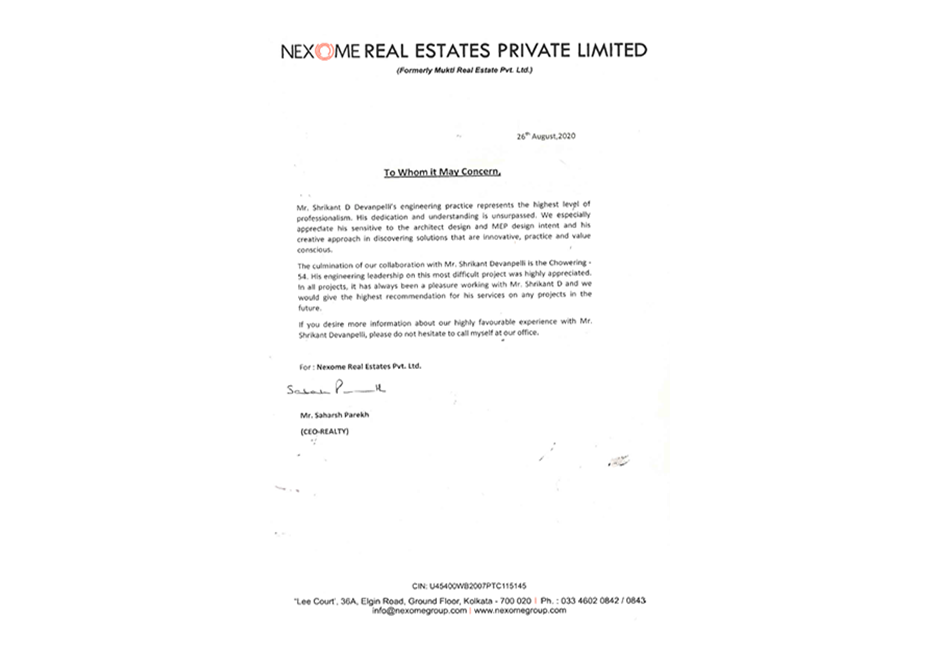 NEXOME REAL ESTATES PRIVATE LIMITED
(Formerly Mukti Real Estate Pvt. Ltd.)
26th August,2020
To Whom it May Concern,
Mr. Shrikant D Devanpelli's engineering practice represents the highest level of
professionalism. His dedication and understanding is unsurpassed. We especially
appreciate his sensitive to the architect design and MEP design intent and his
creative approach in discovering solutions that are innovative, practice and value
conscious.
The culmination of our collaboration with Mr. Shrikant Devanpelli is the Chowering -
54. His engineering leadership on this most difficult project was highly appreciated.
In all projects, it has always been a pleasure working with Mr. Shrikant D and we
would give the highest recommendation for his services on any projects in the
future.
If you desire more information about our highly favourable experience with Mr.
Shrikant Devanpelli, please do not hesitate to call myself at our office.
For : Nexome Real Estates Pvt. Ltd.
Mr. Saharsh Parekh
(CEO-REALTY)
CIN: U45400WB2007PTC115145
"Lee Court', 36A, Elgin Road, Ground Floor, Kolkata - 700 020 | Ph. : 033 4602 0842 / 0843
info@nexomegroup.com | www.nexomegroup.com